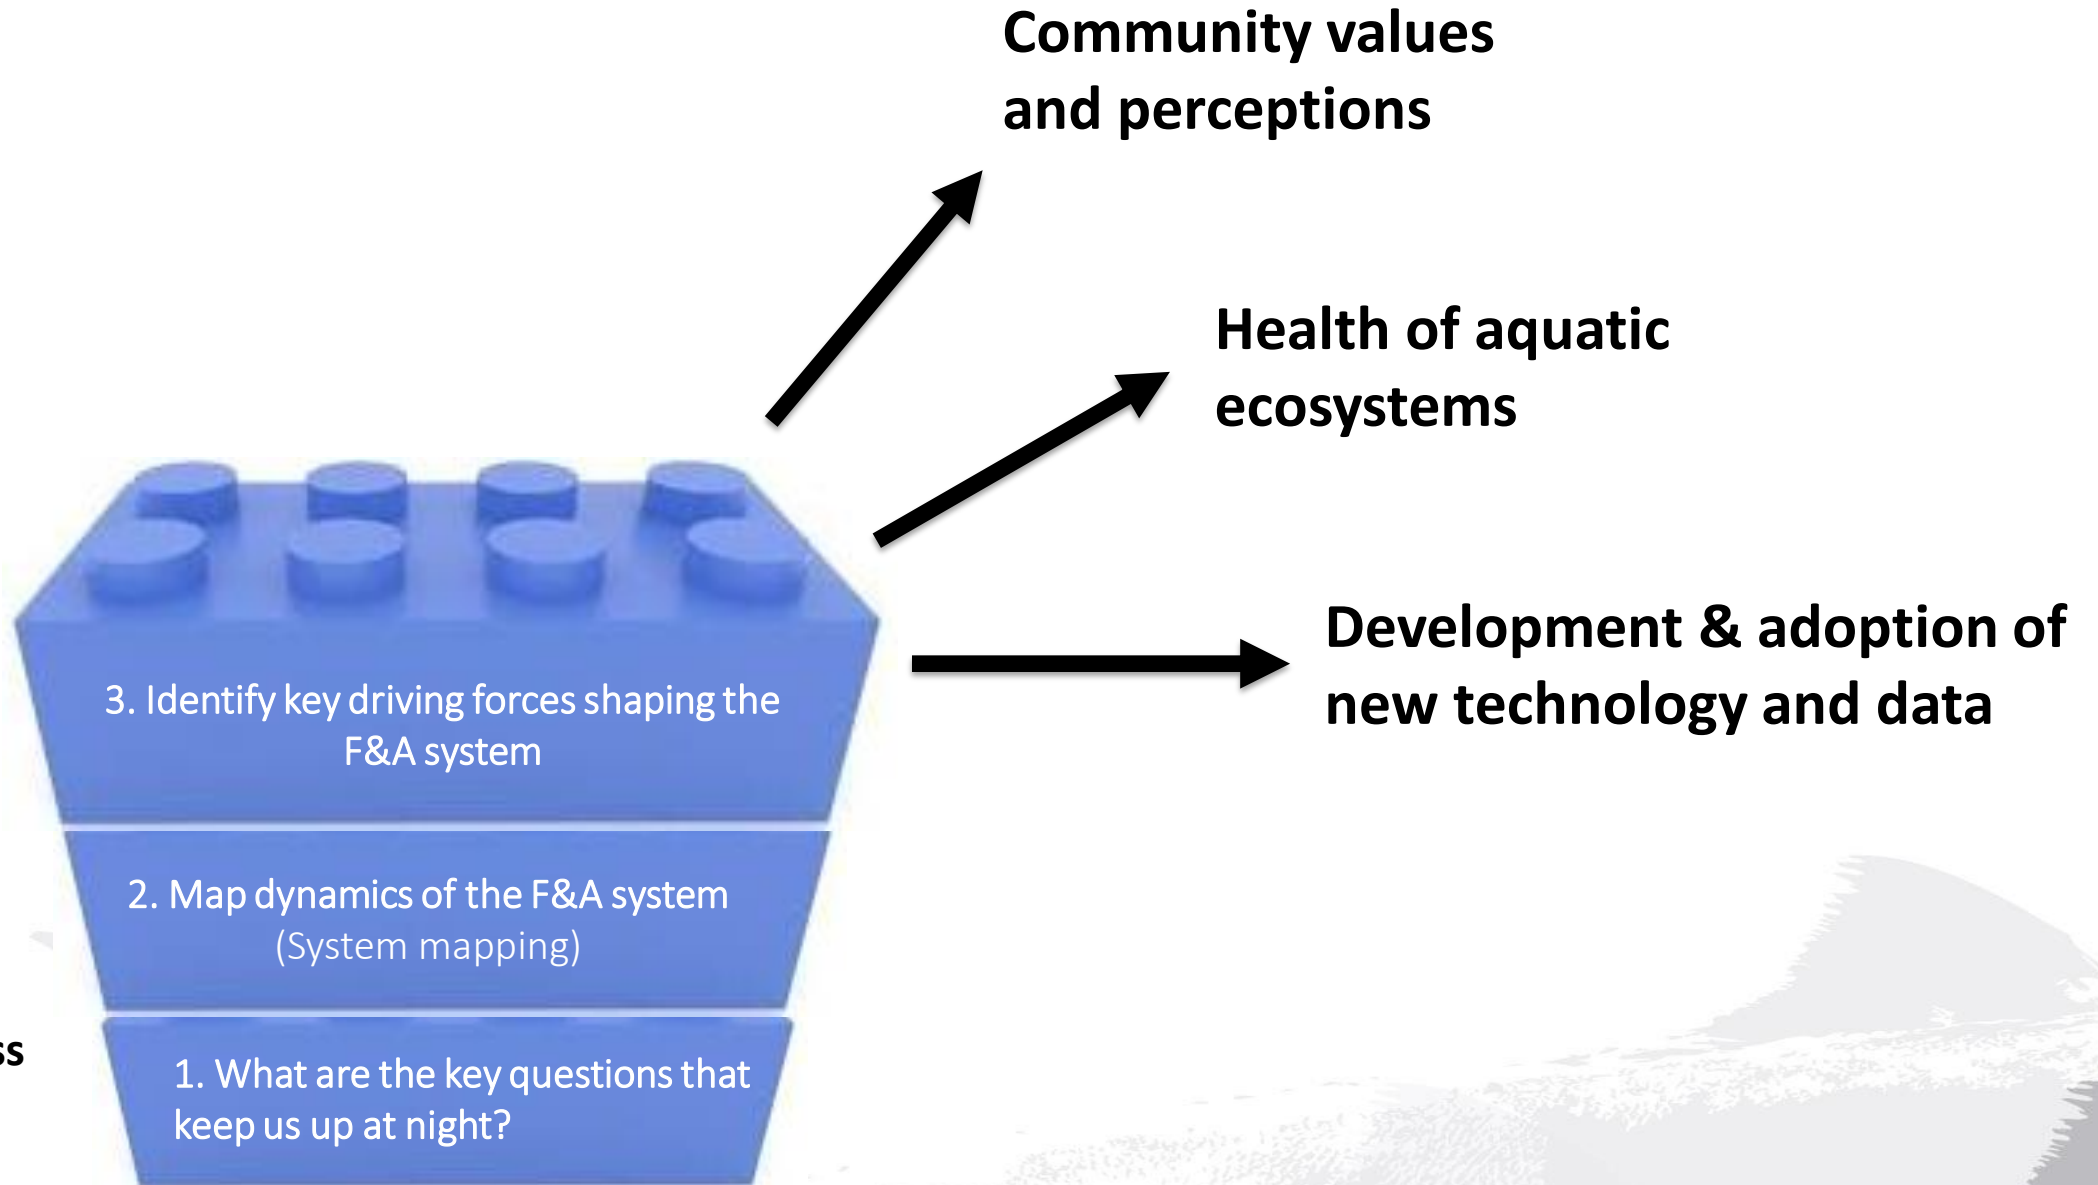 Community values
and perceptions
Health of aquatic
ecosystems
Development & adoption of
new technology and data
3. Identify key driving forces shaping the
F&A system
2. Map dynamics of the F&A system
(System mapping)
1. What are the key questions that
keep us up at night?